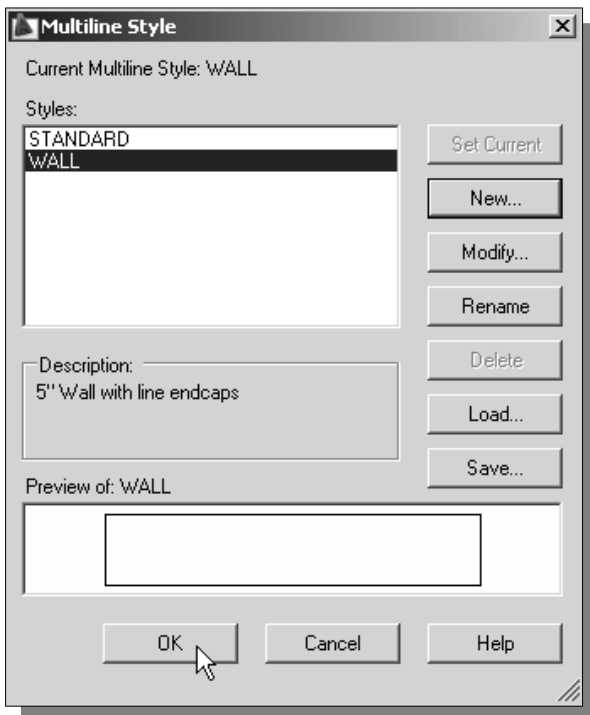 Multiline Style
Current Multiline Style: WALL
Styles:
STANDARD
WALL
Set Current
New...
Modify...
Rename
Delete
Load...
Save...
Description:
5" Wall with line endcaps
Preview of: WALL
OK
Cancel
Help